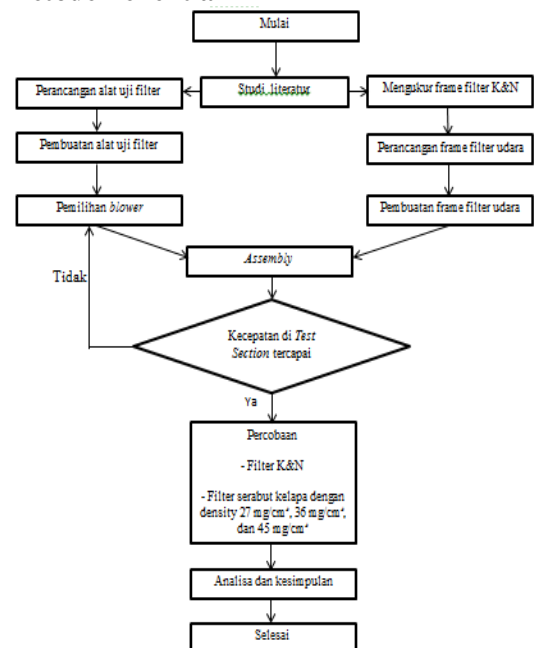 Mulai
Studi literatur
Perancangan alat uji filter
Pembuatan alat uji filter
Pemilihan blower
Mengukur frame filter K&N
Perancangan frame filter udara
Pembuatan frame filter udara
Assembly
Tidak
Kecepatan di Test
Section tercapai
Ya
Percobaan
- Filter K&N
- Filter serabut kelapa dengan
density 27 mg/cm³, 36 mg/cm³,
dan 45 mg/cm³
Analisa dan kesimpulan
Selesai